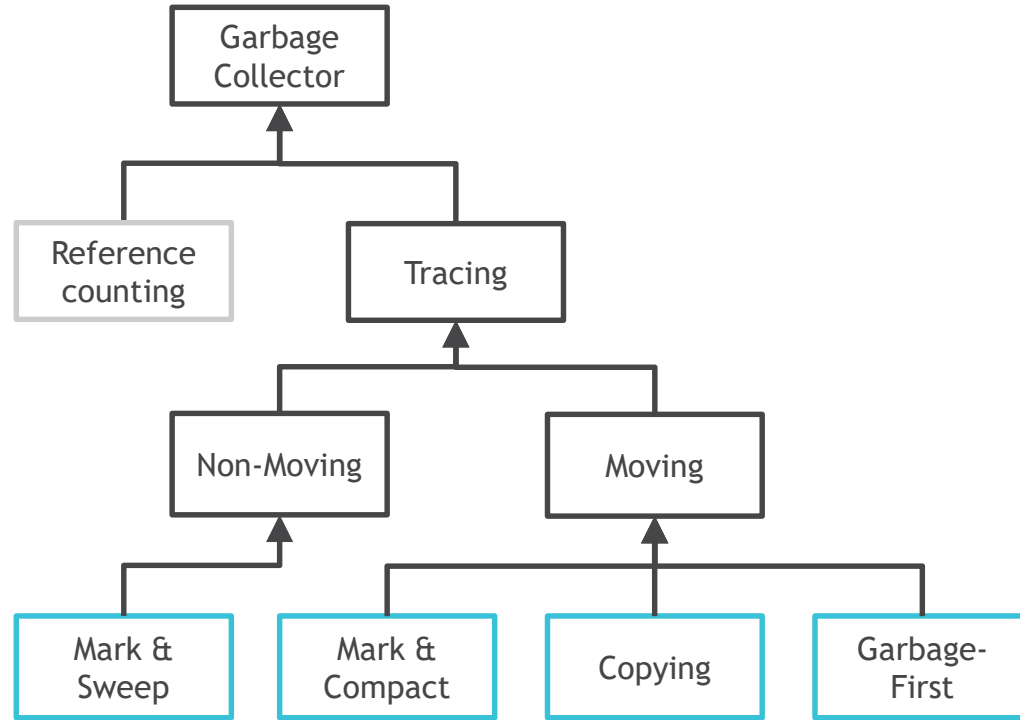 Garbage
Collector
Reference
counting
Tracing
Non-Moving
Moving
Mark &
Sweep
Mark &
Compact
Copying
Garbage-
First